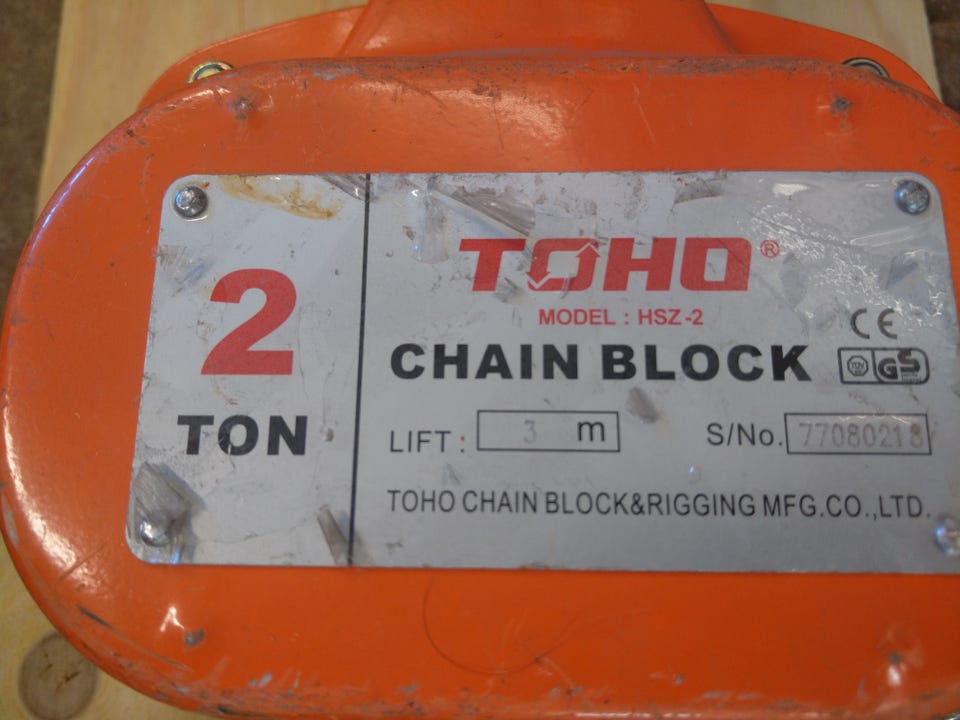 2
TON
TOHO®
MODEL : HSZ-2
CHAIN BLOCK
CE
GS
LIFT : 3 m
S/No. 77080218
TOHO CHAIN BLOCK&RIGGING MFG.CO.,LTD.